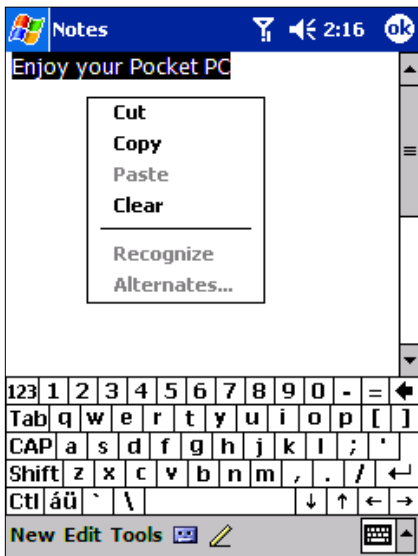 Notes 2:16 ok
Enjoy your Pocket PC
Cut
Copy
Paste
Clear
Recognize
Alternates...
123 1 2 3 4 5 6 7 8 9 0 - =
Tab q w e r t y u i o p [ ]
CAP a s d f g h j k l ; '
Shift z x c v b n m , . /
Ctl áü ` \
New Edit Tools